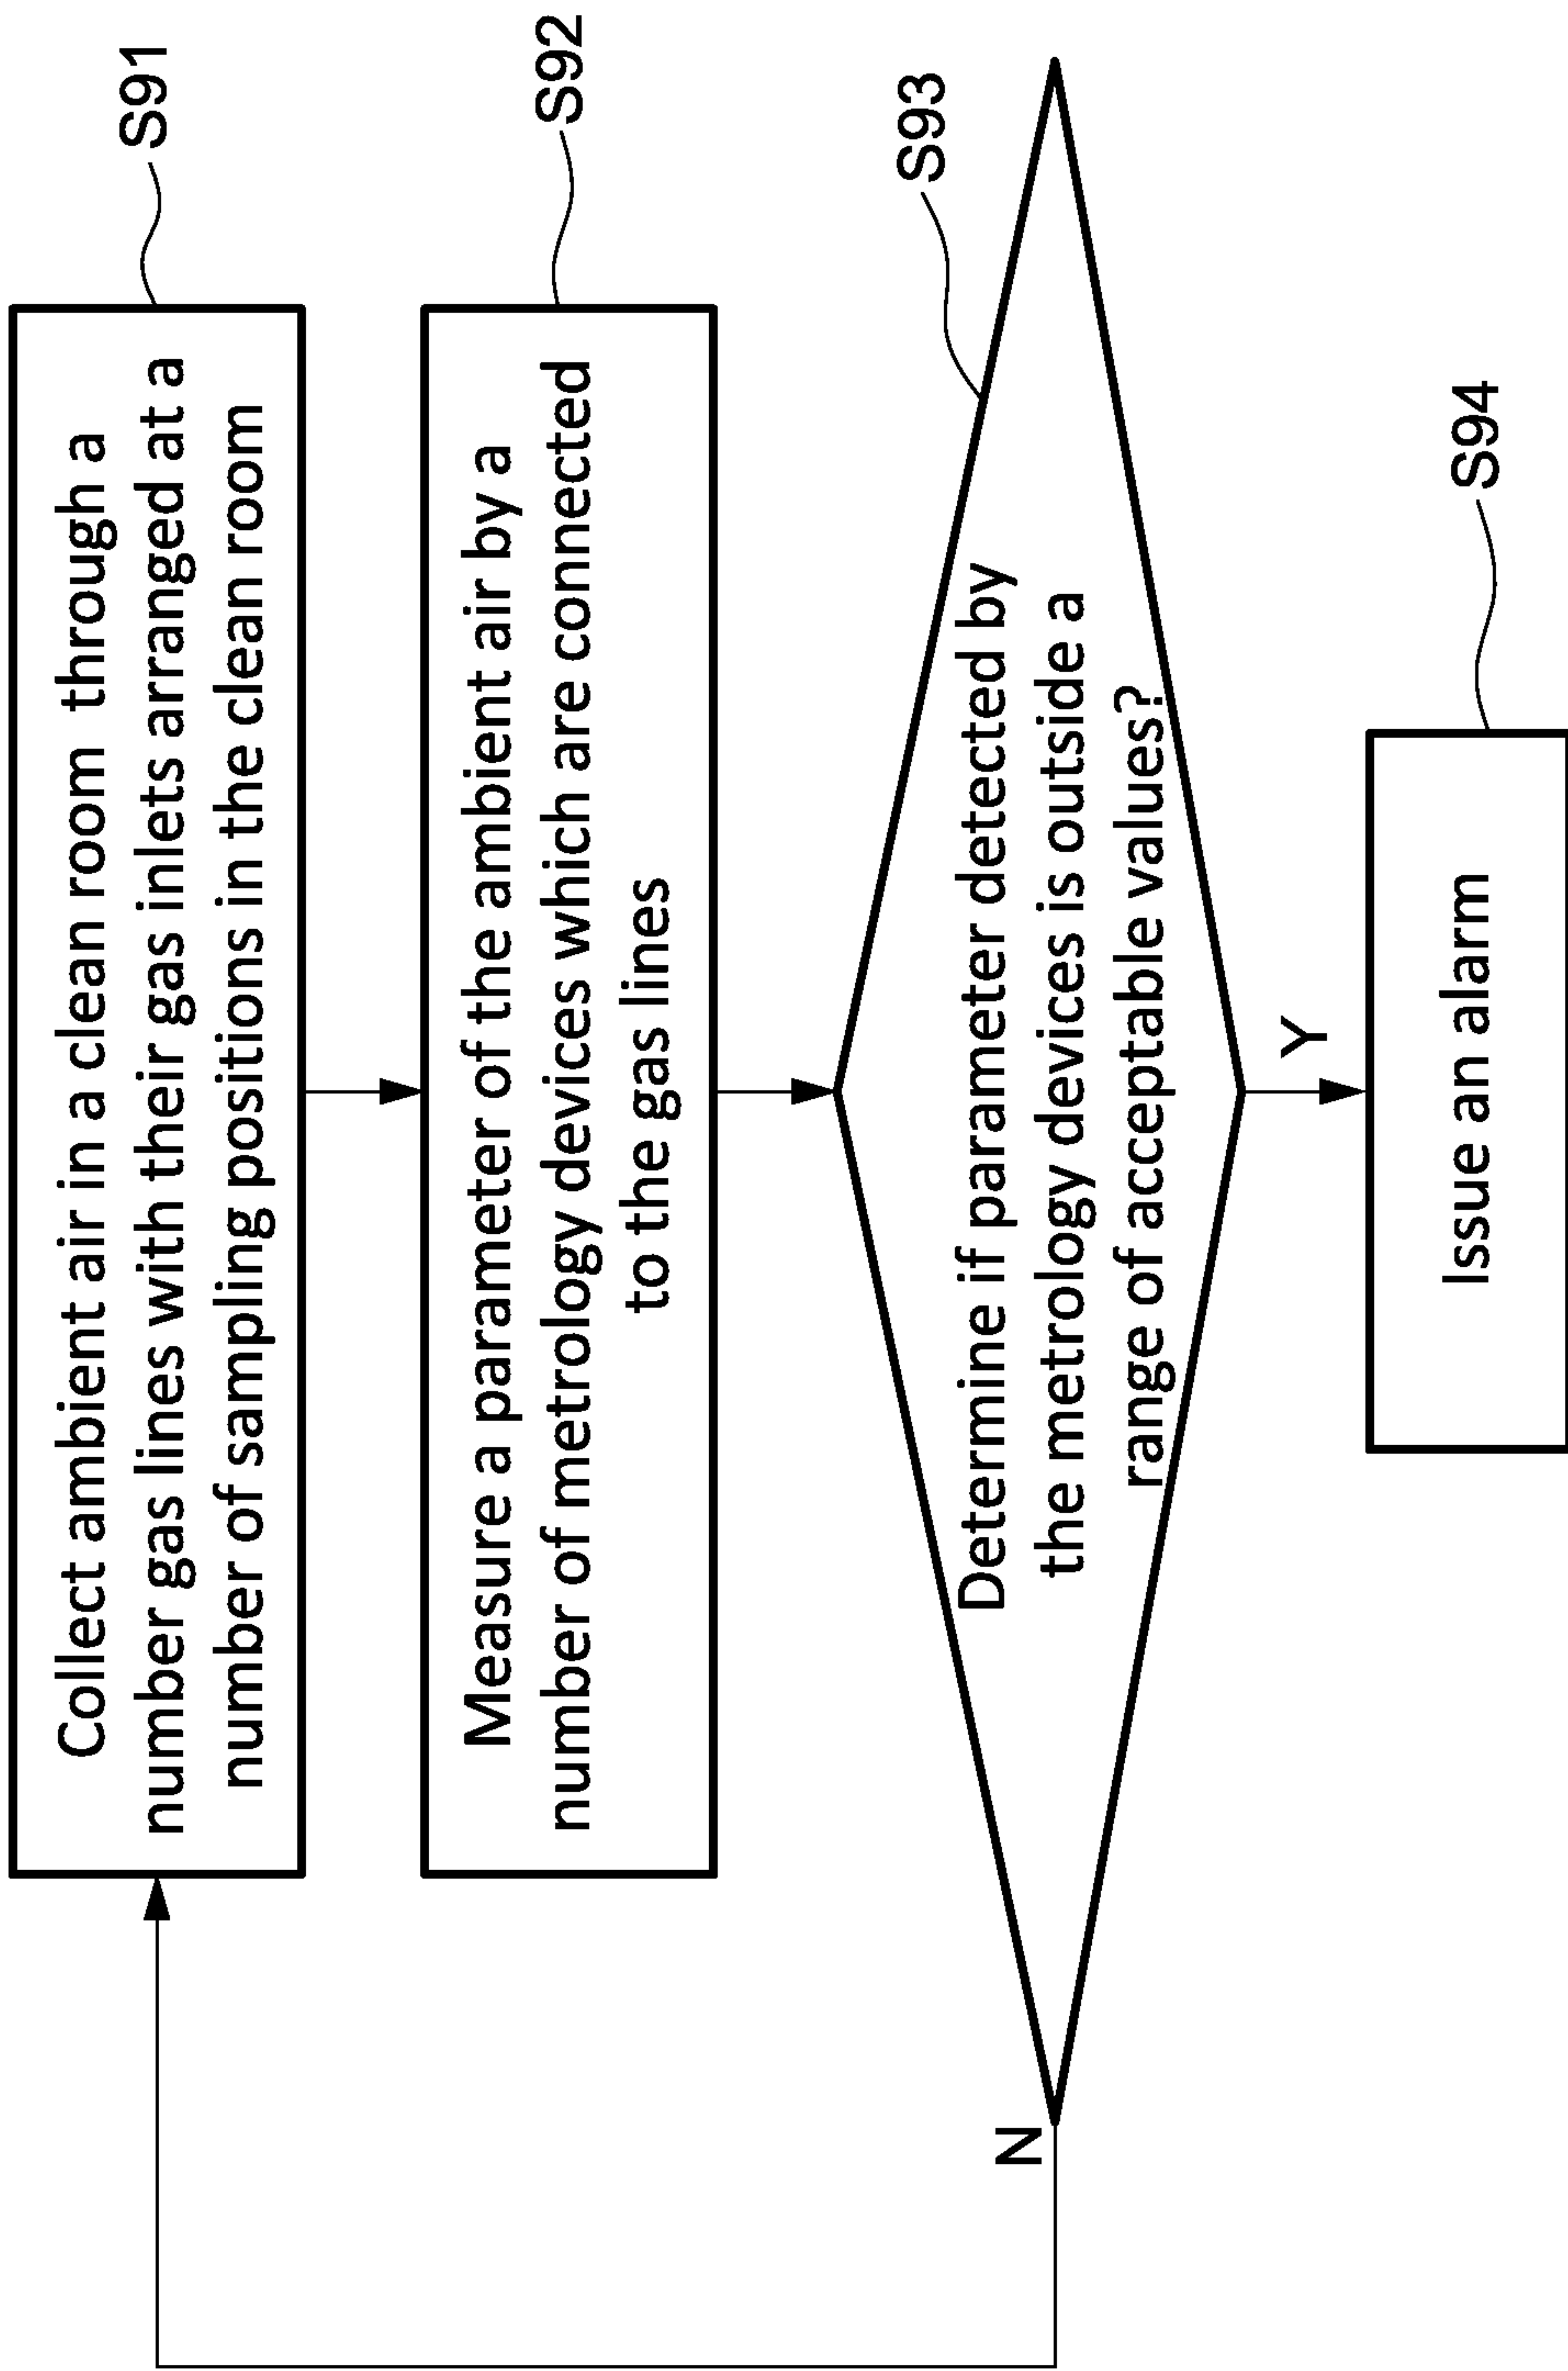 Collect ambient air in a clean room through a
number gas lines with their gas inlets arranged at a
number of sampling positions in the clean room
S91
Measure a parameter of the ambient air by a
number of metrology devices which are connected
to the gas lines
S92
Determine if parameter detected by
the metrology devices is outside a
range of acceptable values?
S93
N
Y
Issue an alarm
S94